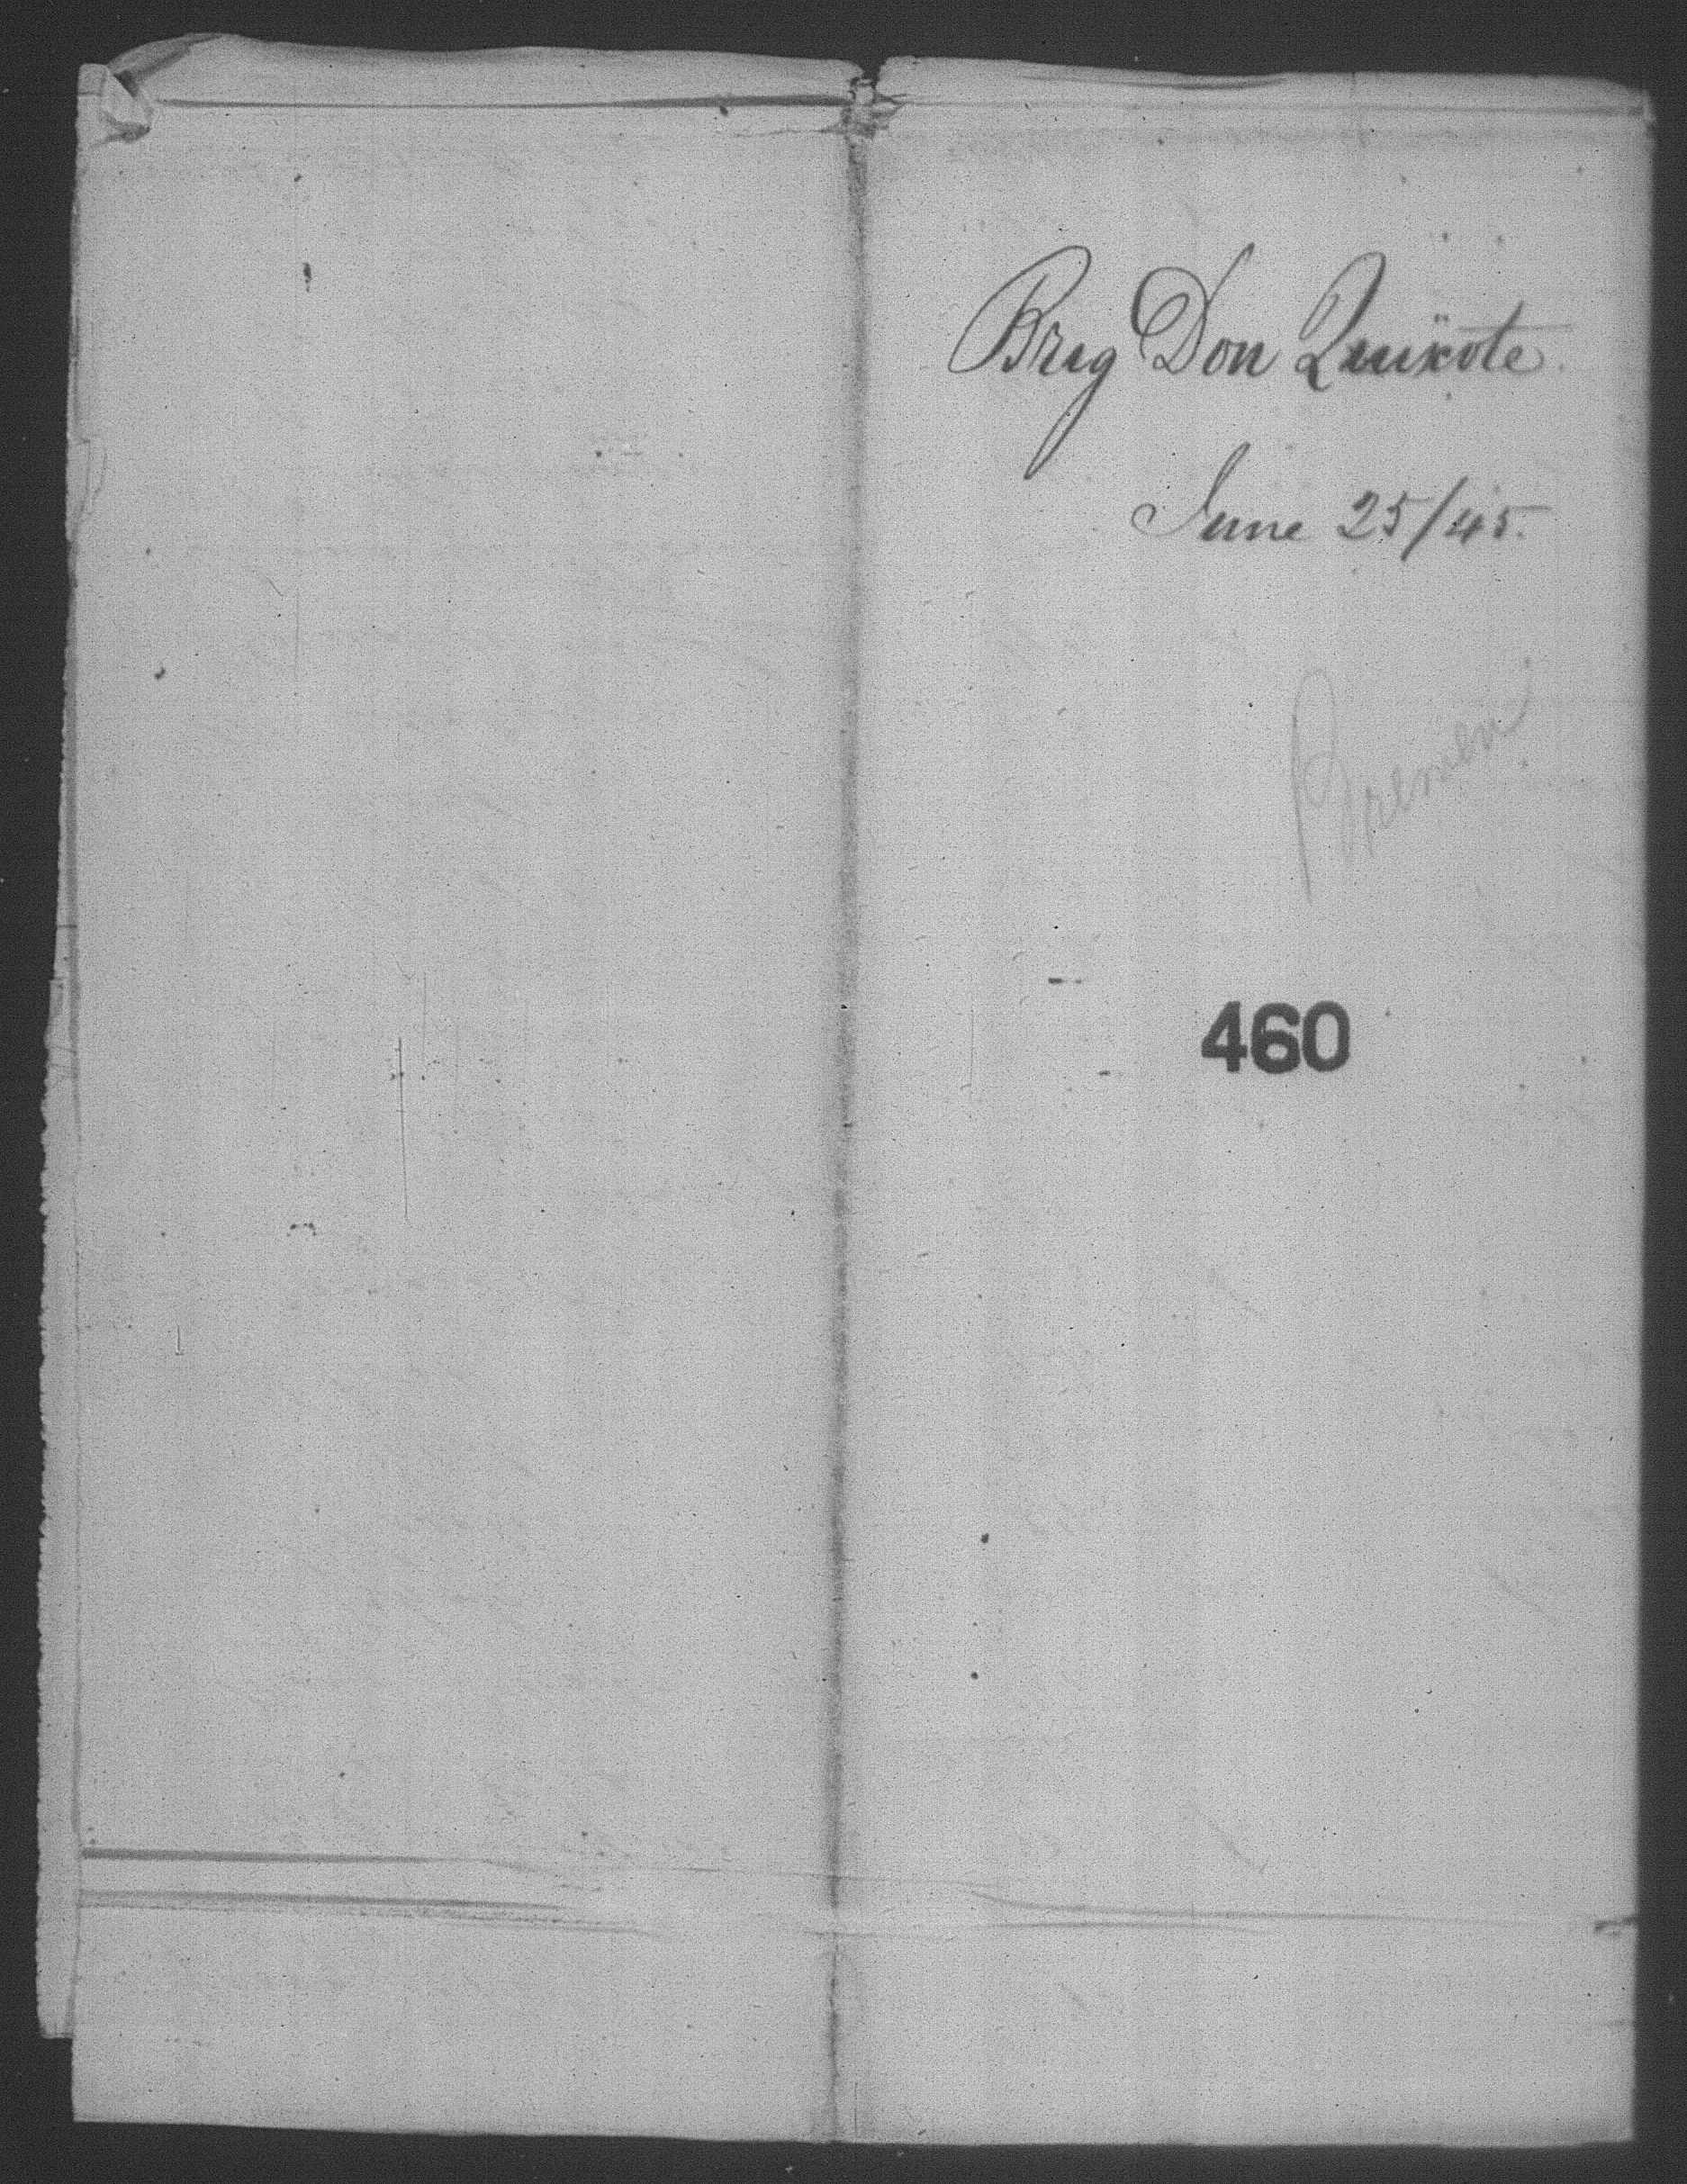 Brig Don Quixote.
June 25/45.
Bremen
460